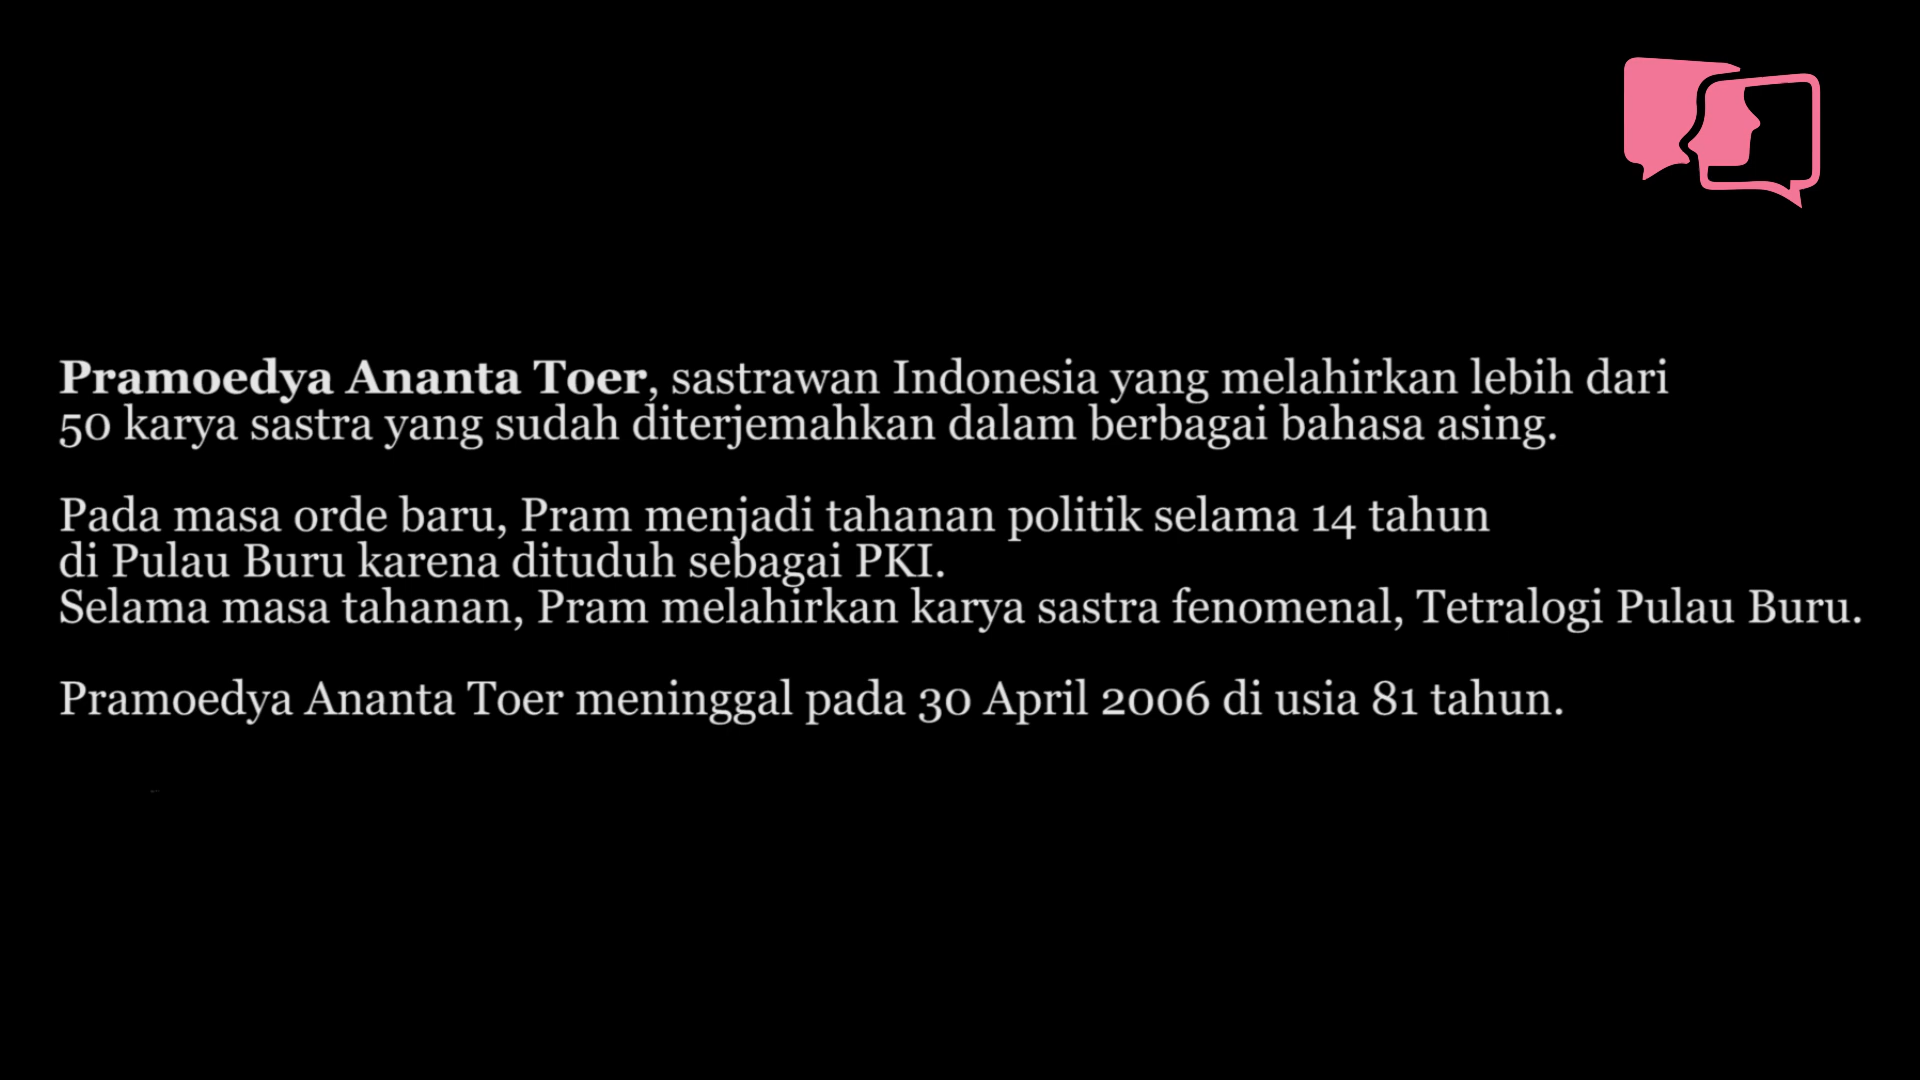 Pramoedya Ananta Toer, sastrawan Indonesia yang melahirkan lebih dari
50 karya sastra yang sudah diterjemahkan dalam berbagai bahasa asing.
Pada masa orde baru, Pram menjadi tahanan politik selama 14 tahun
di Pulau Buru karena dituduh sebagai PKI.
Selama masa tahanan, Pram melahirkan karya sastra fenomenal, Tetralogi Pulau Buru.
Pramoedya Ananta Toer meninggal pada 30 April 2006 di usia 81 tahun.